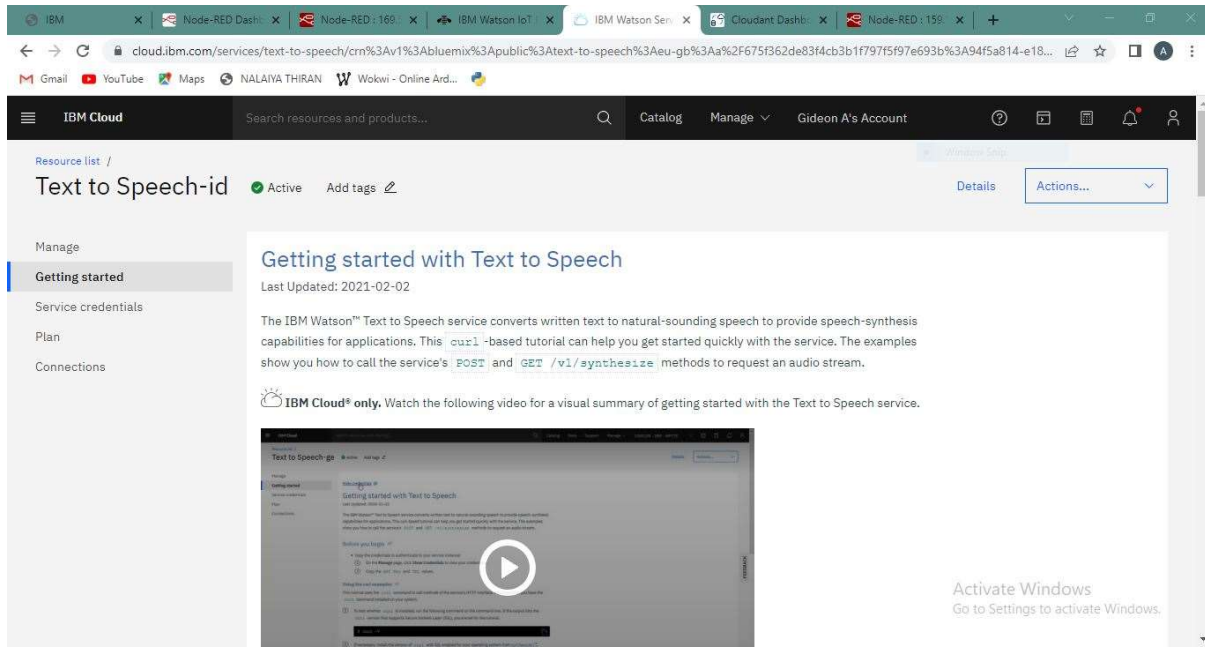 IBM
Node-RED Dash
Node-RED : 169.
IBM Watson IoT
IBM Watson Serv
Cloudant Dashbo
Node-RED : 159.
cloud.ibm.com/services/text-to-speech/crn%3Av1%3Abluemix%3Apublic%3Atext-to-speech%3Aeu-gb%3Aa%2F675f362de83f4cb3b1f797f5f97e693b%3A94f5a814-e18...
A
Gmail YouTube Maps NALAIYA THIRAN Wokwi - Online Ard...
IBM Cloud Search resources and products... Catalog Manage Gideon A's Account
Window Snip
Resource list /
Text to Speech-id Active Add tags Details Actions...
Manage
Getting started
Service credentials
Plan
Connections
Getting started with Text to Speech
Last Updated: 2021-02-02
The IBM Watson™ Text to Speech service converts written text to natural-sounding speech to provide speech-synthesis
capabilities for applications. This curl -based tutorial can help you get started quickly with the service. The examples
show you how to call the service's POST and GET /v1/synthesize methods to request an audio stream.
IBM Cloud® only. Watch the following video for a visual summary of getting started with the Text to Speech service.
Text to Speech-ge
Getting started with Text to Speech
Before you begin
Activate Windows
Go to Settings to activate Windows.